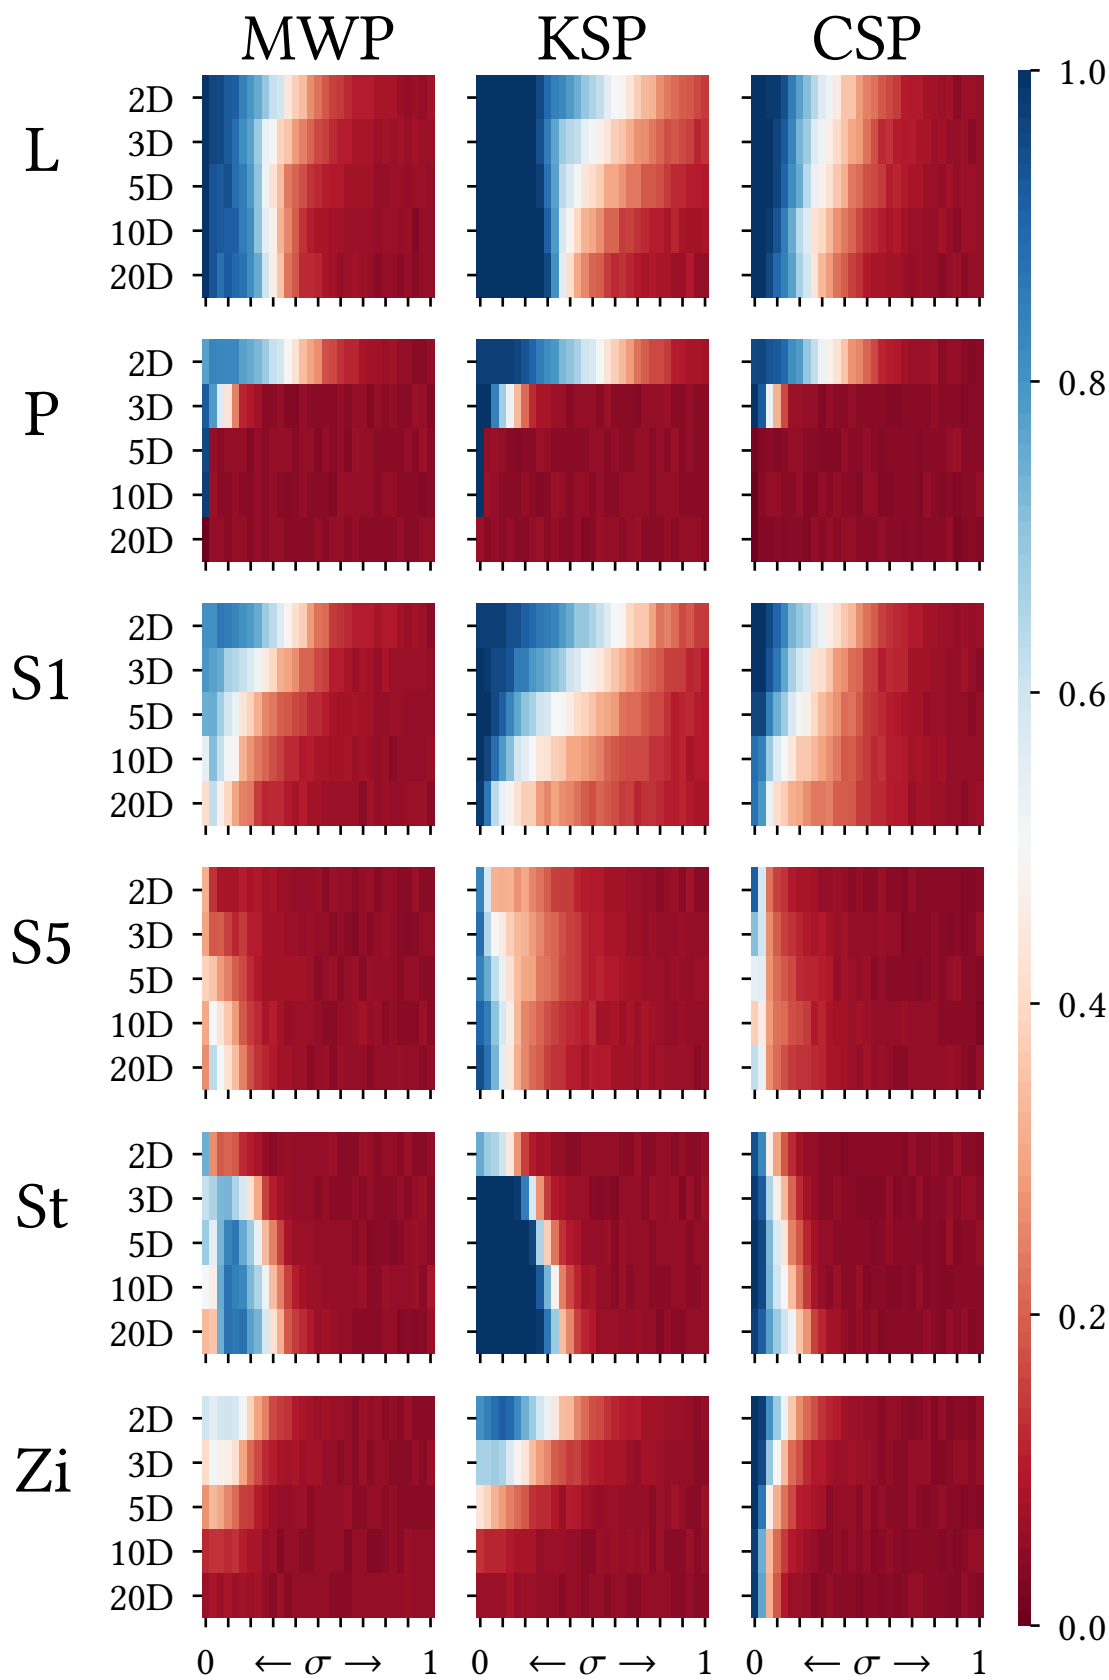 MWP KSP CSP
L
2D
3D
5D
10D
20D
P
2D
3D
5D
10D
20D
S1
2D
3D
5D
10D
20D
S5
2D
3D
5D
10D
20D
St
2D
3D
5D
10D
20D
Zi
2D
3D
5D
10D
20D
0 ← σ → 1 0 ← σ → 1 0 ← σ → 1
1.0
0.8
0.6
0.4
0.2
0.0